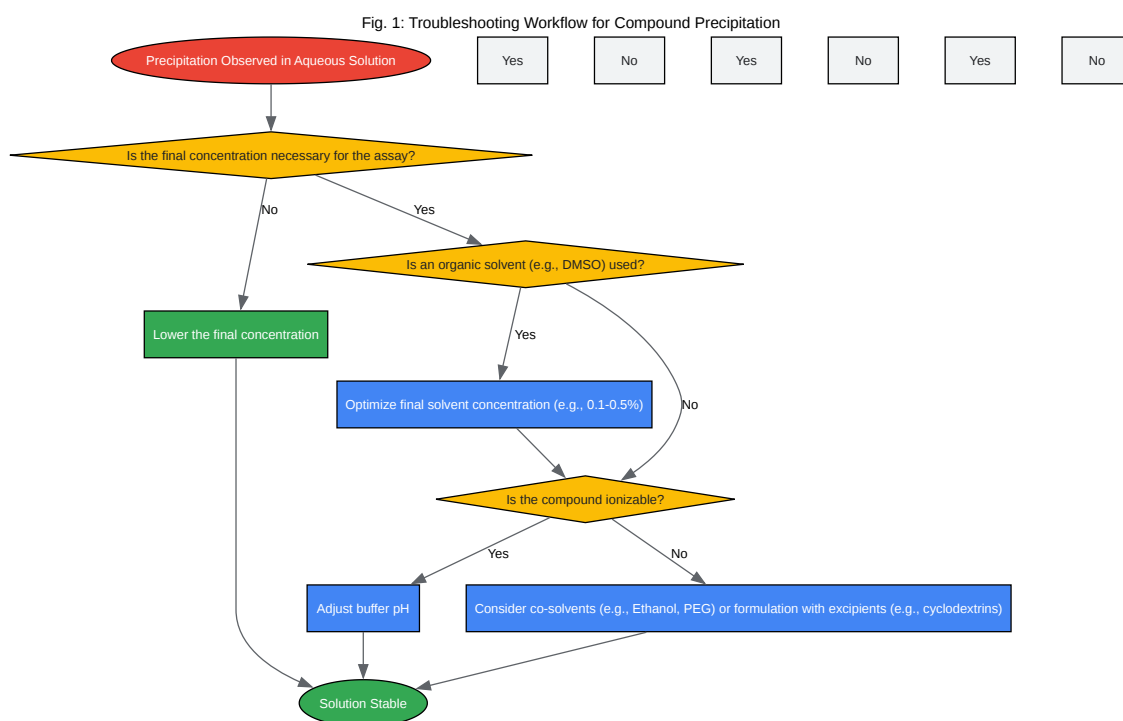 Fig. 1: Troubleshooting Workflow for Compound Precipitation
Precipitation Observed in Aqueous Solution
Yes
No
Yes
No
Yes
No
Is the final concentration necessary for the assay?
No
Yes
Is an organic solvent (e.g., DMSO) used?
Lower the final concentration
Yes
Optimize final solvent concentration (e.g., 0.1-0.5%)
No
Is the compound ionizable?
Yes
No
Adjust buffer pH
Consider co-solvents (e.g., Ethanol, PEG) or formulation with excipients (e.g., cyclodextrins)
Solution Stable